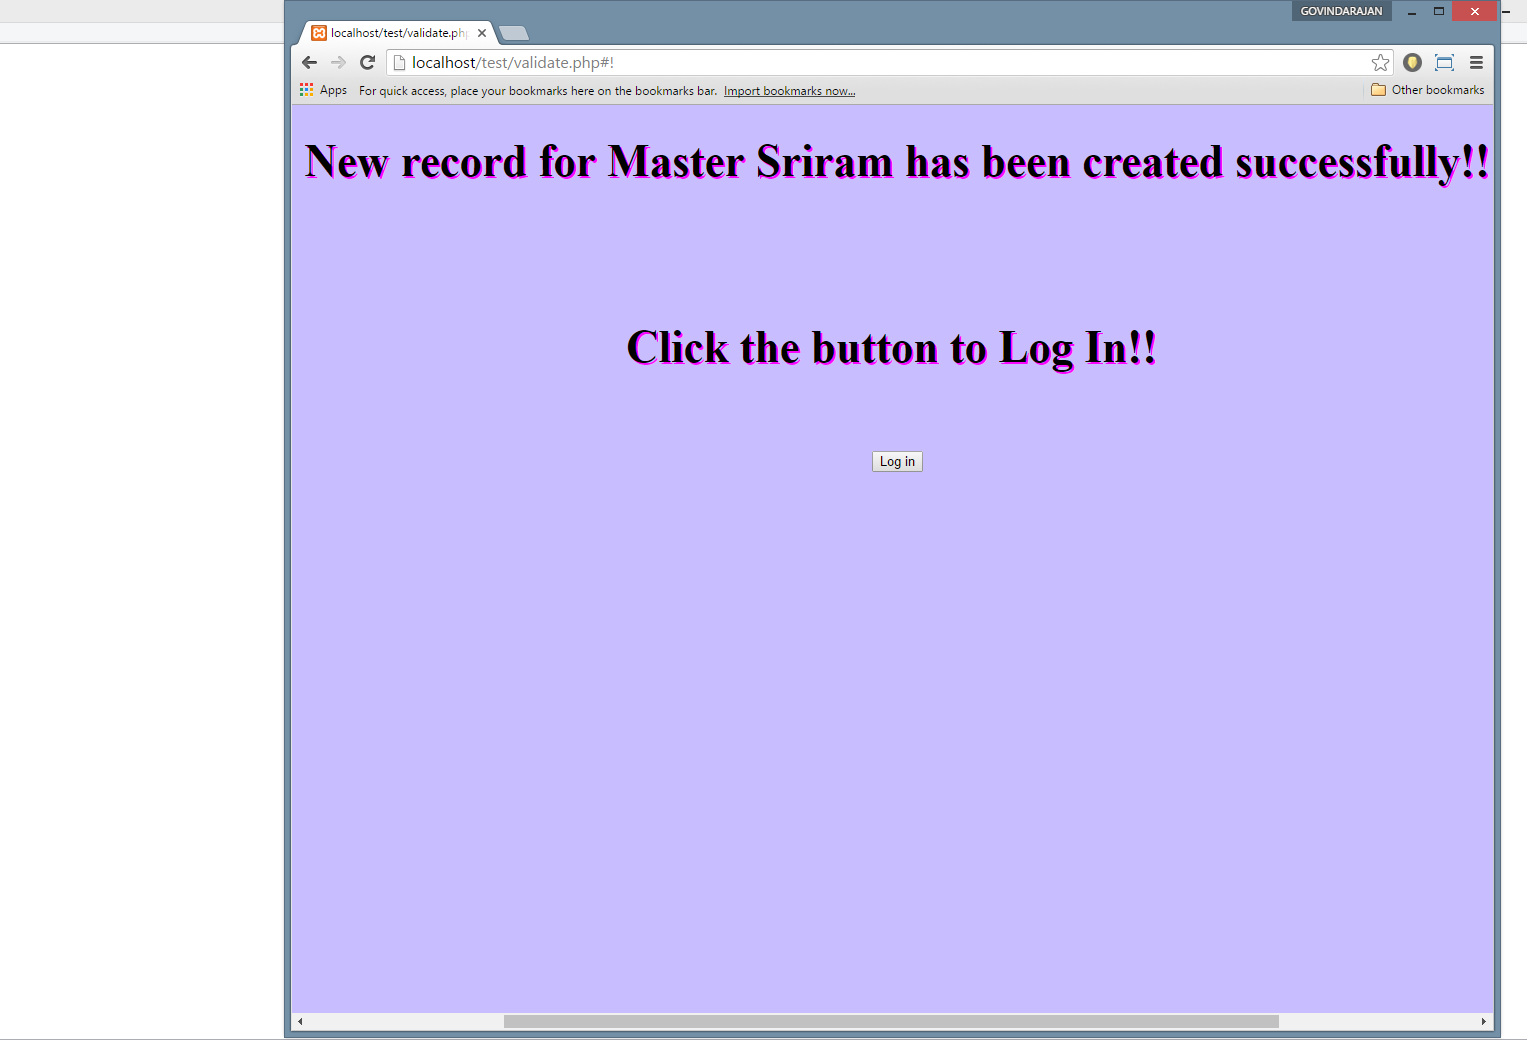 GOVINDARAJAN
localhost/test/validate.php
localhost/test/validate.php#!
Apps For quick access, place your bookmarks here on the bookmarks bar. Import bookmarks now... Other bookmarks
New record for Master Sriram has been created successfully!!
Click the button to Log In!!
Log in